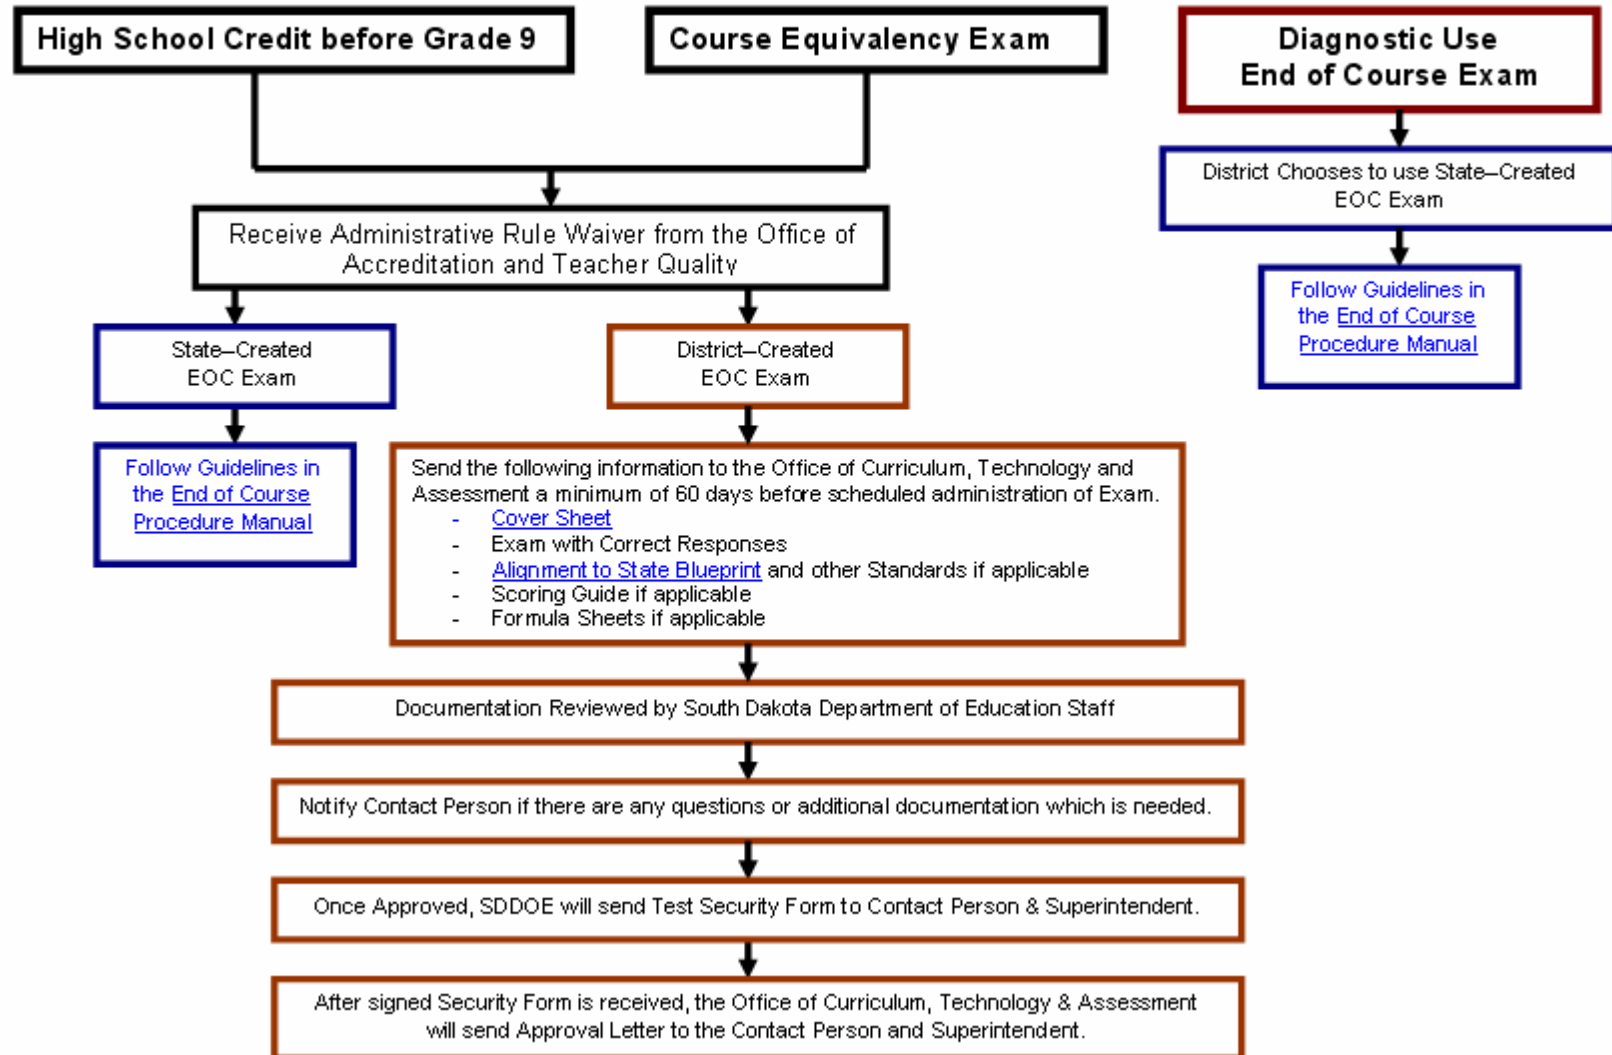 High School Credit before Grade 9
Course Equivalency Exam
Diagnostic Use
End of Course Exam
District Chooses to use State–Created
EOC Exam
Follow Guidelines in
the End of Course
Procedure Manual
Receive Administrative Rule Waiver from the Office of
Accreditation and Teacher Quality
State–Created
EOC Exam
District–Created
EOC Exam
Follow Guidelines in
the End of Course
Procedure Manual
Send the following information to the Office of Curriculum, Technology and
Assessment a minimum of 60 days before scheduled administration of Exam.
- Cover Sheet
- Exam with Correct Responses
- Alignment to State Blueprint and other Standards if applicable
- Scoring Guide if applicable
- Formula Sheets if applicable
Documentation Reviewed by South Dakota Department of Education Staff
Notify Contact Person if there are any questions or additional documentation which is needed.
Once Approved, SDDOE will send Test Security Form to Contact Person & Superintendent.
After signed Security Form is received, the Office of Curriculum, Technology & Assessment
will send Approval Letter to the Contact Person and Superintendent.